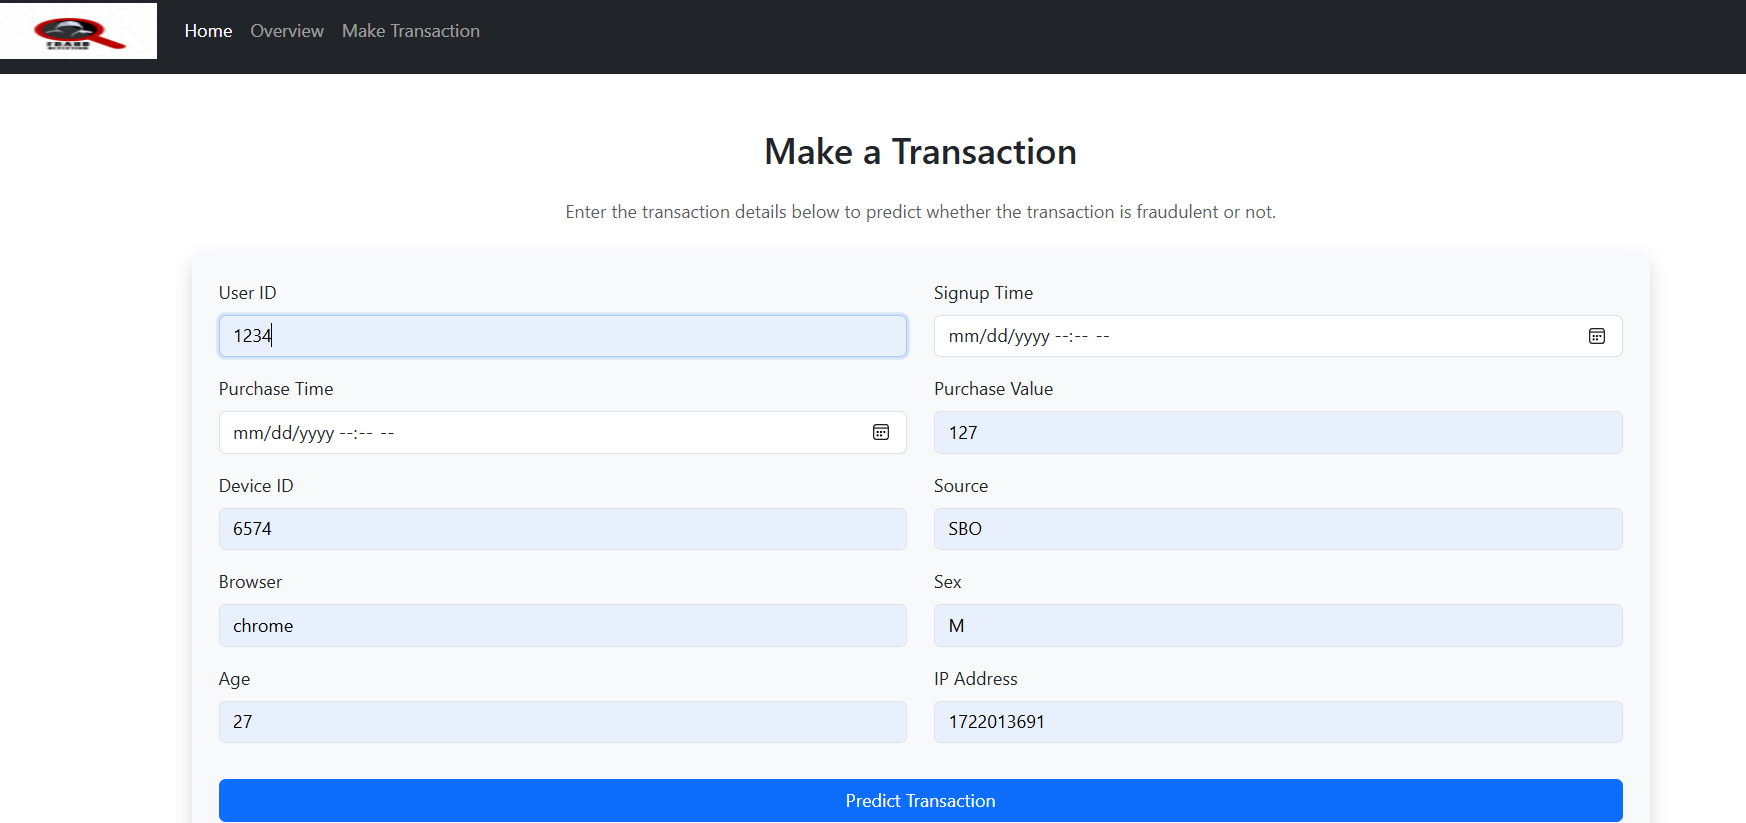 FRAUD
Home Overview Make Transaction
Make a Transaction
Enter the transaction details below to predict whether the transaction is fraudulent or not.
User ID
1234
Signup Time
mm/dd/yyyy --:-- --
Purchase Time
mm/dd/yyyy --:-- --
Purchase Value
127
Device ID
6574
Source
SBO
Browser
chrome
Sex
M
Age
27
IP Address
1722013691
Predict Transaction